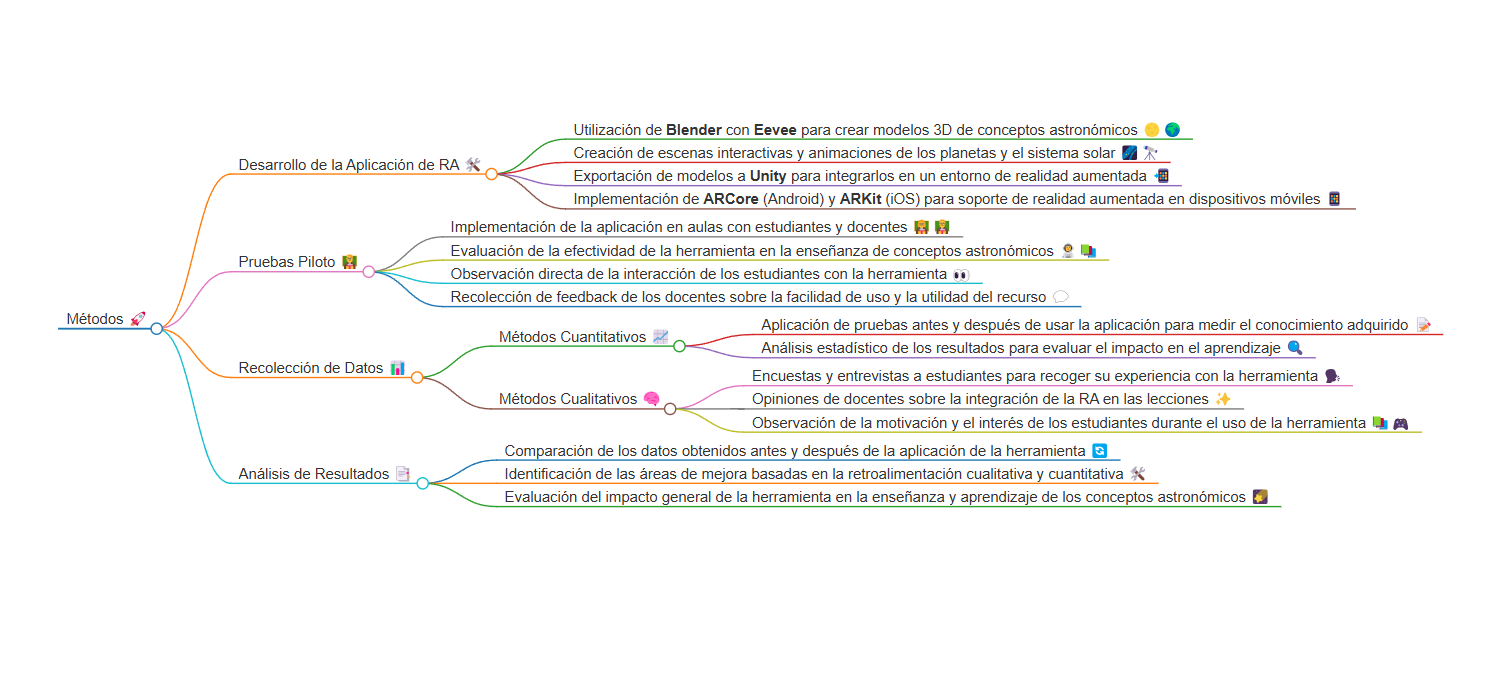 Métodos 🚀
Desarrollo de la Aplicación de RA 🛠️
Utilización de Blender con Eevee para crear modelos 3D de conceptos astronómicos 🌕 🌍
Creación de escenas interactivas y animaciones de los planetas y el sistema solar 🌌 🔭
Exportación de modelos a Unity para integrarlos en un entorno de realidad aumentada 📲
Implementación de ARCore (Android) y ARKit (iOS) para soporte de realidad aumentada en dispositivos móviles 📱
Pruebas Piloto 👩‍🏫
Implementación de la aplicación en aulas con estudiantes y docentes 👩‍🏫 👩‍🏫
Evaluación de la efectividad de la herramienta en la enseñanza de conceptos astronómicos 👨‍🚀 📚
Observación directa de la interacción de los estudiantes con la herramienta 👀
Recolección de feedback de los docentes sobre la facilidad de uso y la utilidad del recurso 💬
Recolección de Datos 📊
Métodos Cuantitativos 📈
Aplicación de pruebas antes y después de usar la aplicación para medir el conocimiento adquirido 📝
Análisis estadístico de los resultados para evaluar el impacto en el aprendizaje 🔍
Métodos Cualitativos 🧠
Encuestas y entrevistas a estudiantes para recoger su experiencia con la herramienta 🗣️
Opiniones de docentes sobre la integración de la RA en las lecciones ✨
Observación de la motivación y el interés de los estudiantes durante el uso de la herramienta 📚 🎮
Análisis de Resultados 📑
Comparación de los datos obtenidos antes y después de la aplicación de la herramienta 🔄
Identificación de las áreas de mejora basadas en la retroalimentación cualitativa y cuantitativa 🛠️
Evaluación del impacto general de la herramienta en la enseñanza y aprendizaje de los conceptos astronómicos 🌠